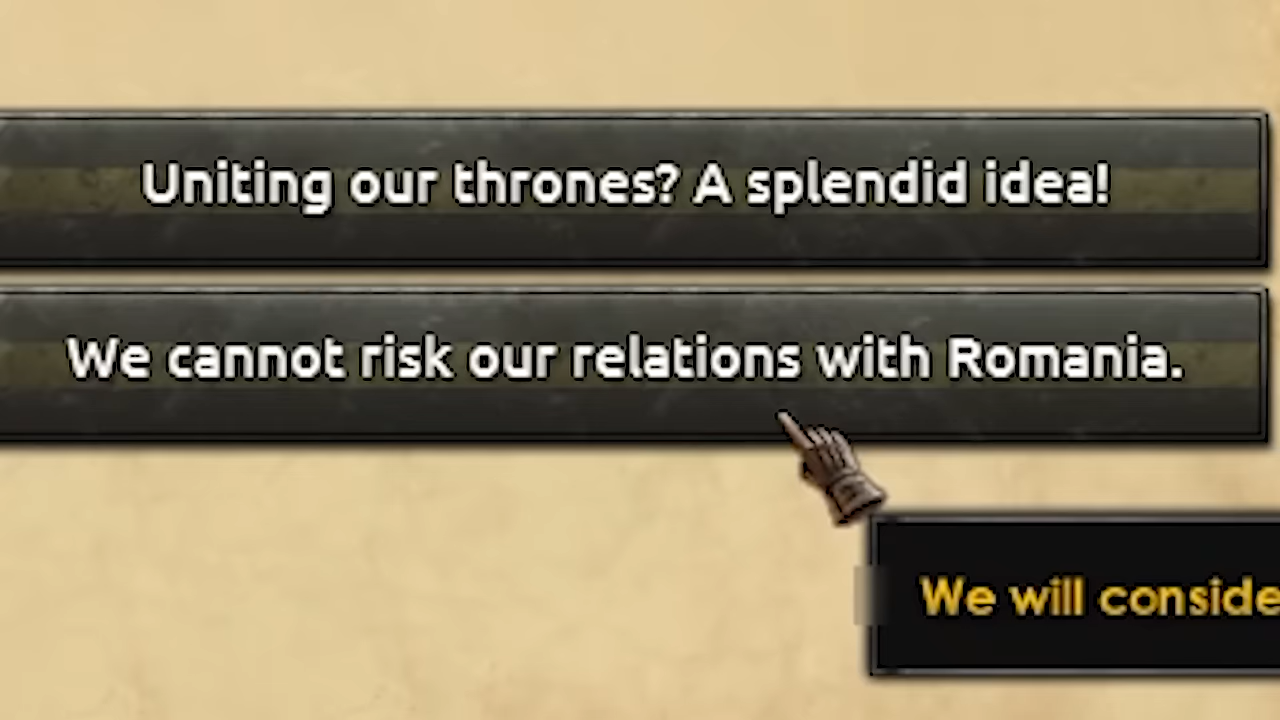 Uniting our thrones? A splendid idea!
We cannot risk our relations with Romania.
We will conside